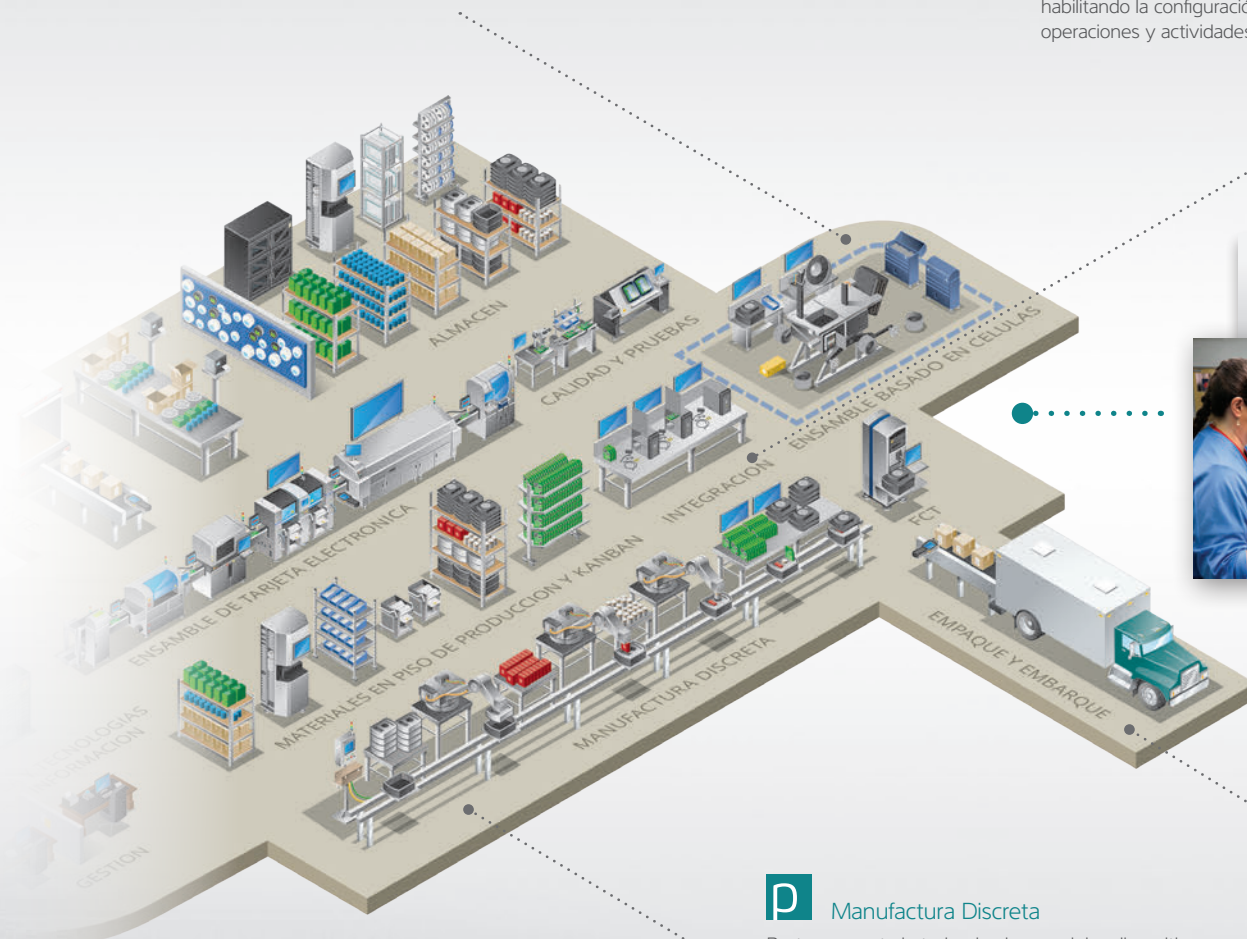 habilitando la configuració
operaciones y actividades
ALMACEN
CALIDAD Y PRUEBAS
ENSAMBLE BASADO EN CELULAS
INTEGRACION
FCT
ENSAMBLE DE TARJETA ELECTRONICA
MATERIALES EN PISO DE PRODUCCION Y KANBAN
MANUFACTURA DISCRETA
EMPAQUE Y EMBARQUE
GESTION
p Manufactura Discreta